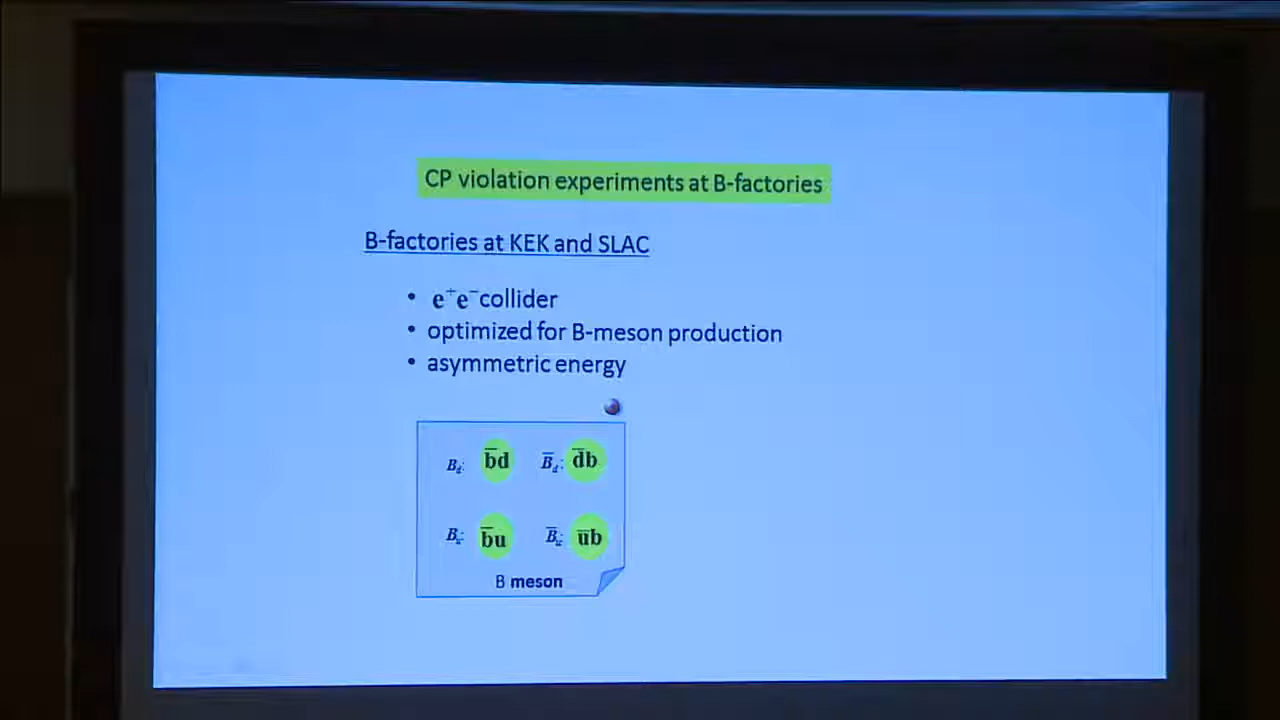 CP violation experiments at B-factories
B-factories at KEK and SLAC
• e⁺e⁻ collider
• optimized for B-meson production
• asymmetric energy
B_d: b̄d B̄_d: d̄b
B_u: b̄u B̄_u: ūb
B meson